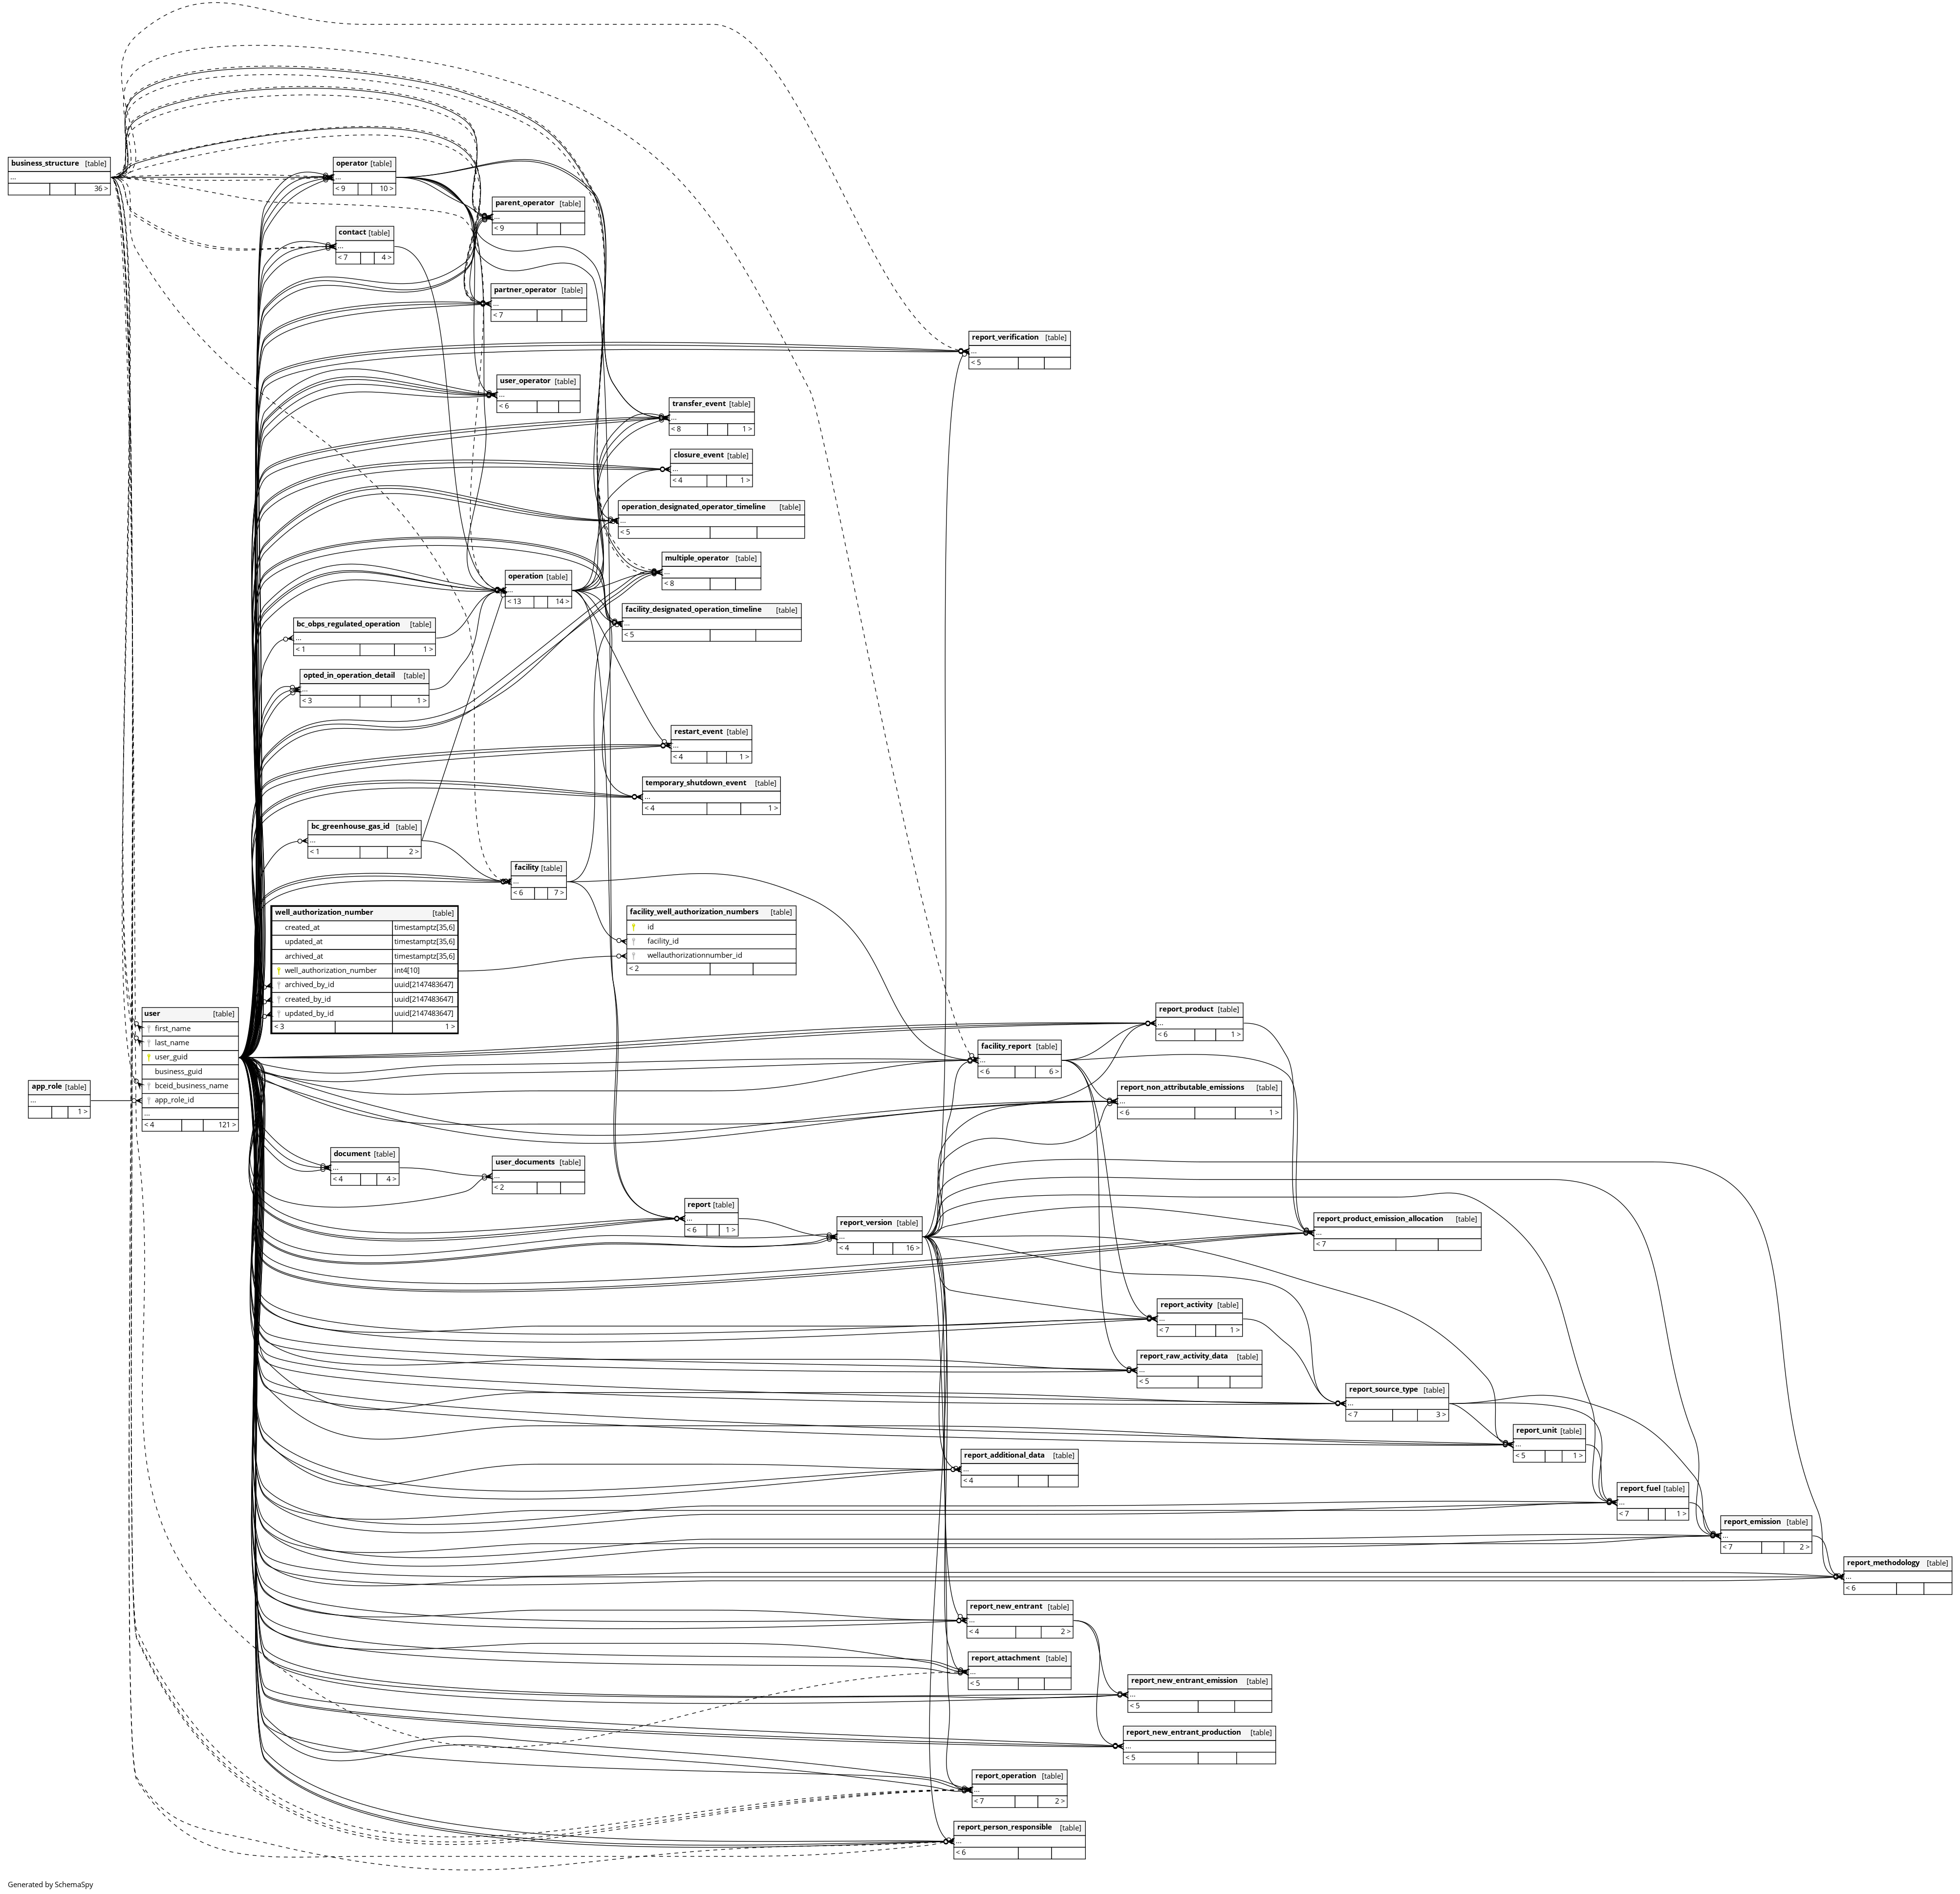 business_structure [table]
...
36 >
operator [table]
...
< 9 10 >
parent_operator [table]
...
< 9
contact [table]
...
< 7 4 >
partner_operator [table]
...
< 7
report_verification [table]
...
< 5
user_operator [table]
...
< 6
transfer_event [table]
...
< 8 1 >
closure_event [table]
...
< 4 1 >
operation_designated_operator_timeline [table]
...
< 5
multiple_operator [table]
...
< 8
operation [table]
...
< 13 14 >
facility_designated_operation_timeline [table]
...
< 5
bc_obps_regulated_operation [table]
...
< 1 1 >
opted_in_operation_detail [table]
...
< 3 1 >
restart_event [table]
...
< 4 1 >
temporary_shutdown_event [table]
...
< 4 1 >
bc_greenhouse_gas_id [table]
...
< 1 2 >
facility [table]
...
< 6 7 >
well_authorization_number [table]
created_at timestamptz[35,6]
updated_at timestamptz[35,6]
archived_at timestamptz[35,6]
well_authorization_number int4[10]
archived_by_id uuid[2147483647]
created_by_id uuid[2147483647]
updated_by_id uuid[2147483647]
< 3 1 >
facility_well_authorization_numbers [table]
id
facility_id
wellauthorizationnumber_id
< 2
user [table]
first_name
last_name
user_guid
business_guid
bceid_business_name
app_role_id
...
< 4 121 >
app_role [table]
...
1 >
report_product [table]
...
< 6 1 >
facility_report [table]
...
< 6 6 >
report_non_attributable_emissions [table]
...
< 6 1 >
document [table]
...
< 4 4 >
user_documents [table]
...
< 2
report [table]
...
< 6 1 >
report_version [table]
...
< 4 16 >
report_product_emission_allocation [table]
...
< 7
report_activity [table]
...
< 7 1 >
report_raw_activity_data [table]
...
< 5
report_source_type [table]
...
< 7 3 >
report_unit [table]
...
< 5 1 >
report_additional_data [table]
...
< 4
report_fuel [table]
...
< 7 1 >
report_emission [table]
...
< 7 2 >
report_methodology [table]
...
< 6
report_new_entrant [table]
...
< 4 2 >
report_attachment [table]
...
< 5
report_new_entrant_emission [table]
...
< 5
report_new_entrant_production [table]
...
< 5
report_operation [table]
...
< 7 2 >
report_person_responsible [table]
...
< 6
Generated by SchemaSpy